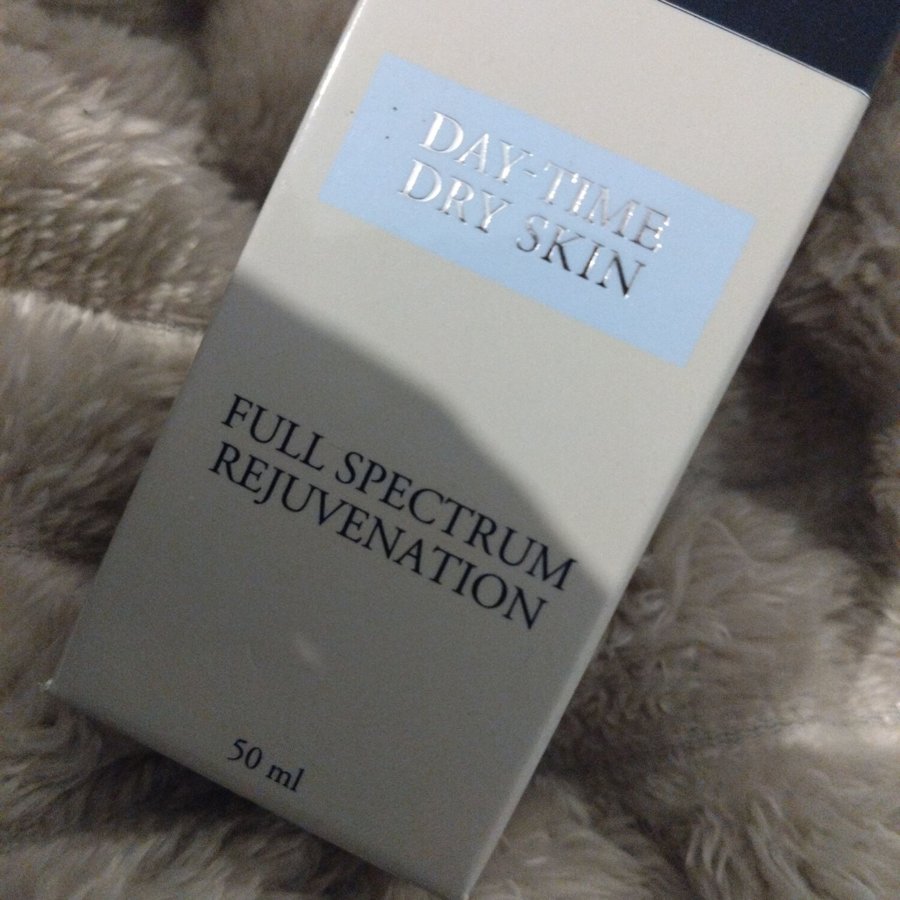 DAY-TIME
DRY SKIN
FULL SPECTRUM
REJUVENATION
50 ml